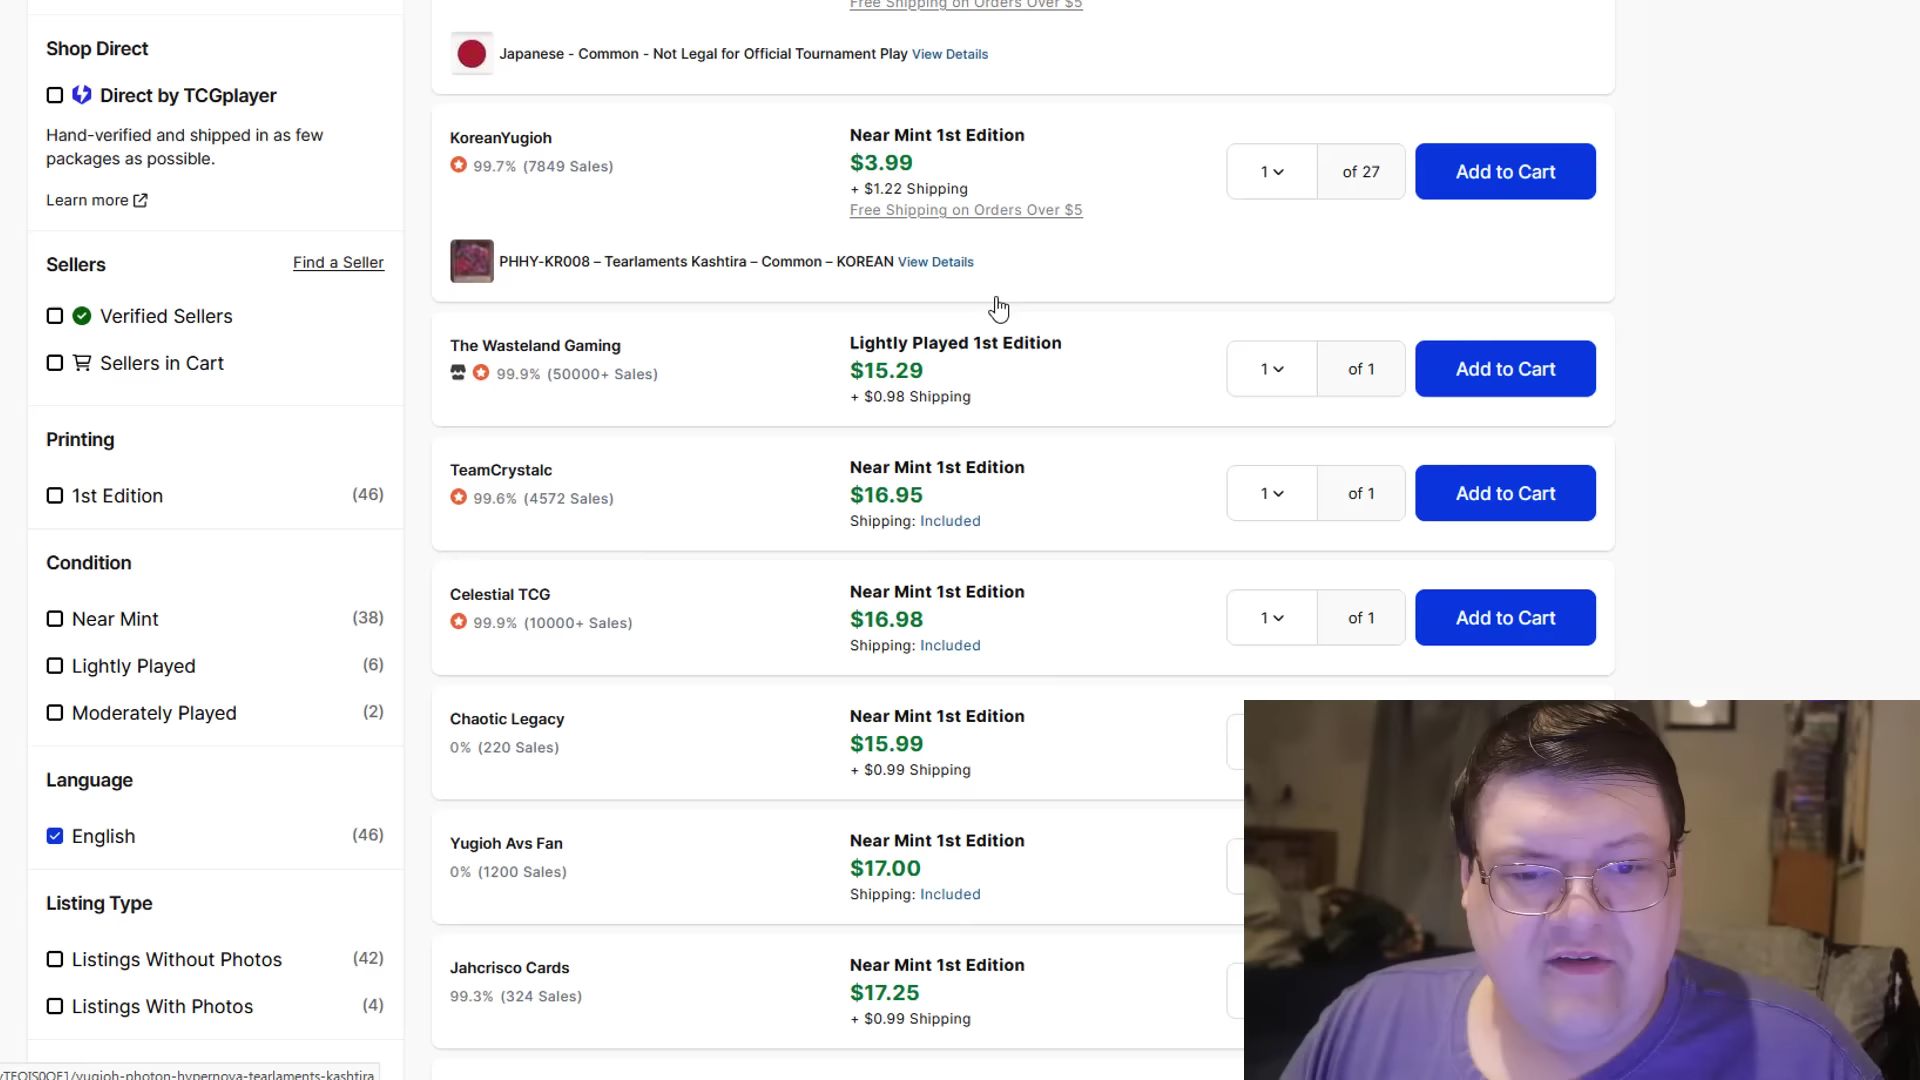 Free Shipping on Orders Over $5
Shop Direct
Direct by TCGplayer
Hand-verified and shipped in as few
packages as possible.
Learn more
Sellers
Find a Seller
Verified Sellers
Sellers in Cart
Printing
1st Edition (46)
Condition
Near Mint (38)
Lightly Played (6)
Moderately Played (2)
Language
English (46)
Listing Type
Listings Without Photos (42)
Listings With Photos (4)
Japanese - Common - Not Legal for Official Tournament Play View Details
KoreanYugioh
99.7% (7849 Sales)
Near Mint 1st Edition
$3.99
+ $1.22 Shipping
Free Shipping on Orders Over $5
1 of 27
Add to Cart
PHHY-KR008 – Tearlaments Kashtira – Common – KOREAN View Details
The Wasteland Gaming
99.9% (50000+ Sales)
Lightly Played 1st Edition
$15.29
+ $0.98 Shipping
1 of 1
Add to Cart
TeamCrystalc
99.6% (4572 Sales)
Near Mint 1st Edition
$16.95
Shipping: Included
1 of 1
Add to Cart
Celestial TCG
99.9% (10000+ Sales)
Near Mint 1st Edition
$16.98
Shipping: Included
1 of 1
Add to Cart
Chaotic Legacy
0% (220 Sales)
Near Mint 1st Edition
$15.99
+ $0.99 Shipping
Yugioh Avs Fan
0% (1200 Sales)
Near Mint 1st Edition
$17.00
Shipping: Included
Jahcrisco Cards
99.3% (324 Sales)
Near Mint 1st Edition
$17.25
+ $0.99 Shipping
/yugioh-photon-hypernova-tearlaments-kashtira